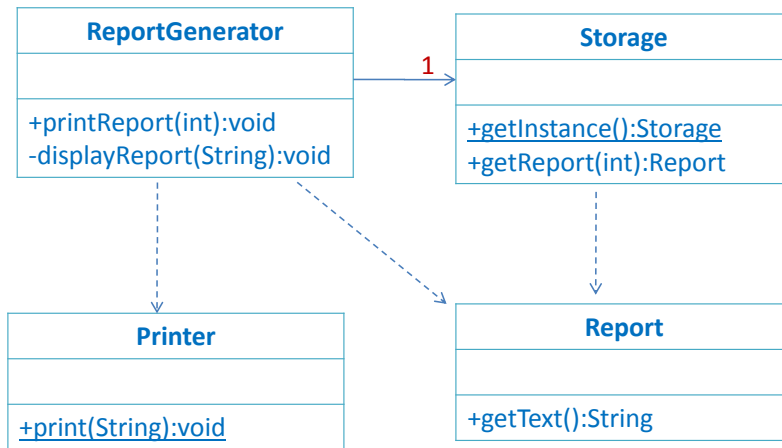 ReportGenerator
+printReport(int):void
-displayReport(String):void
1
Storage
+getInstance():Storage
+getReport(int):Report
Printer
+print(String):void
Report
+getText():String